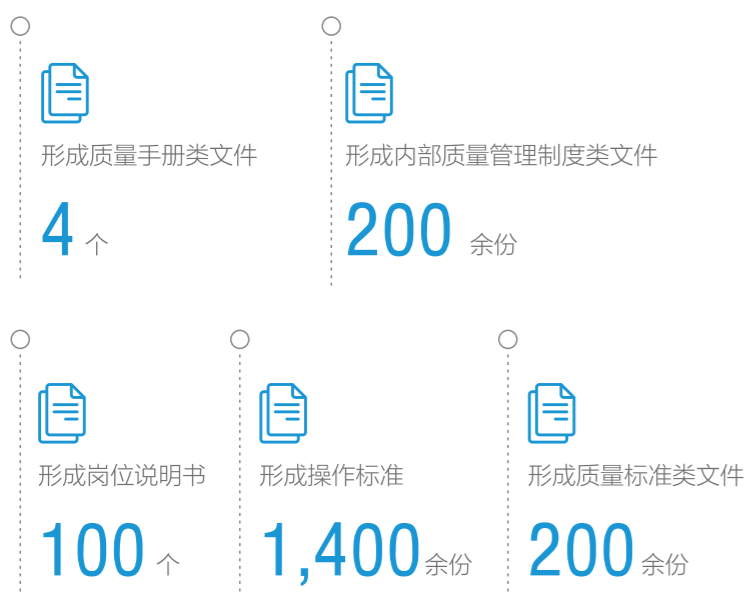 形成质量手册类文件
4 个
形成内部质量管理制度类文件
200 余份
形成岗位说明书
100 个
形成操作标准
1,400 余份
形成质量标准类文件
200 余份